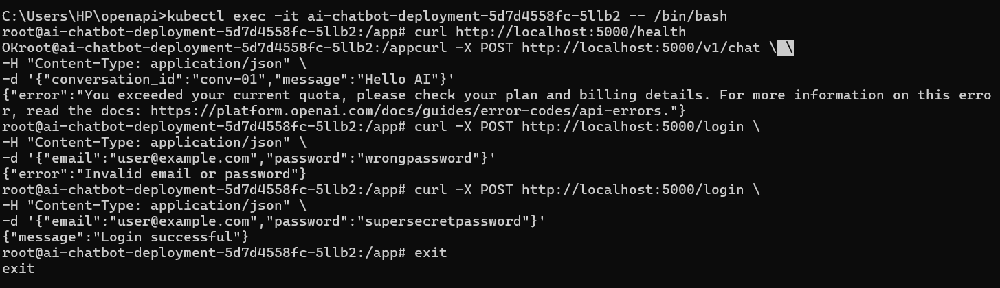 C:\Users\HP\openapi>kubectl exec -it ai-chatbot-deployment-5d7d4558fc-5llb2 -- /bin/bash
root@ai-chatbot-deployment-5d7d4558fc-5llb2:/app# curl http://localhost:5000/health
OKroot@ai-chatbot-deployment-5d7d4558fc-5llb2:/appcurl -X POST http://localhost:5000/v1/chat \ \
-H "Content-Type: application/json" \
-d '{"conversation_id":"conv-01","message":"Hello AI"}'
{"error":"You exceeded your current quota, please check your plan and billing details. For more information on this erro
r, read the docs: https://platform.openai.com/docs/guides/error-codes/api-errors."}
root@ai-chatbot-deployment-5d7d4558fc-5llb2:/app# curl -X POST http://localhost:5000/login \
-H "Content-Type: application/json" \
-d '{"email":"user@example.com","password":"wrongpassword"}'
{"error":"Invalid email or password"}
root@ai-chatbot-deployment-5d7d4558fc-5llb2:/app# curl -X POST http://localhost:5000/login \
-H "Content-Type: application/json" \
-d '{"email":"user@example.com","password":"supersecretpassword"}'
{"message":"Login successful"}
root@ai-chatbot-deployment-5d7d4558fc-5llb2:/app# exit
exit